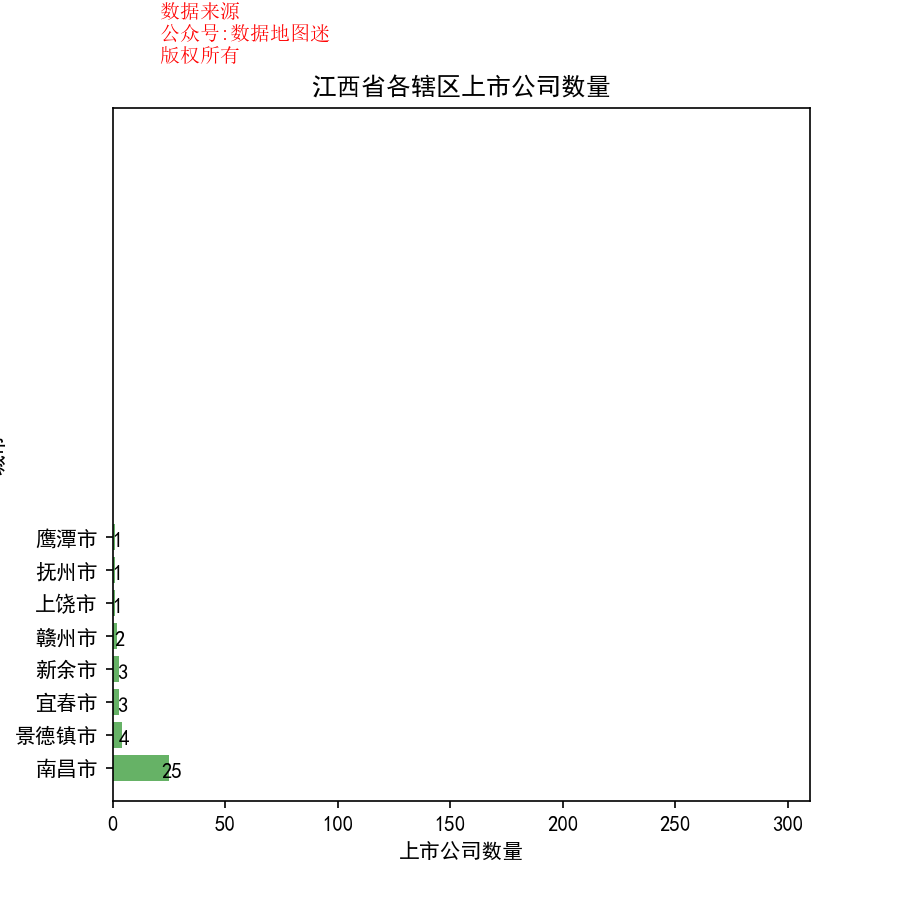 数据来源
公众号:数据地图迷
版权所有
江西省各辖区上市公司数量
鹰潭市 1
抚州市 1
上饶市 1
赣州市 2
新余市 3
宜春市 3
景德镇市 4
南昌市 25
0 50 100 150 200 250 300
上市公司数量